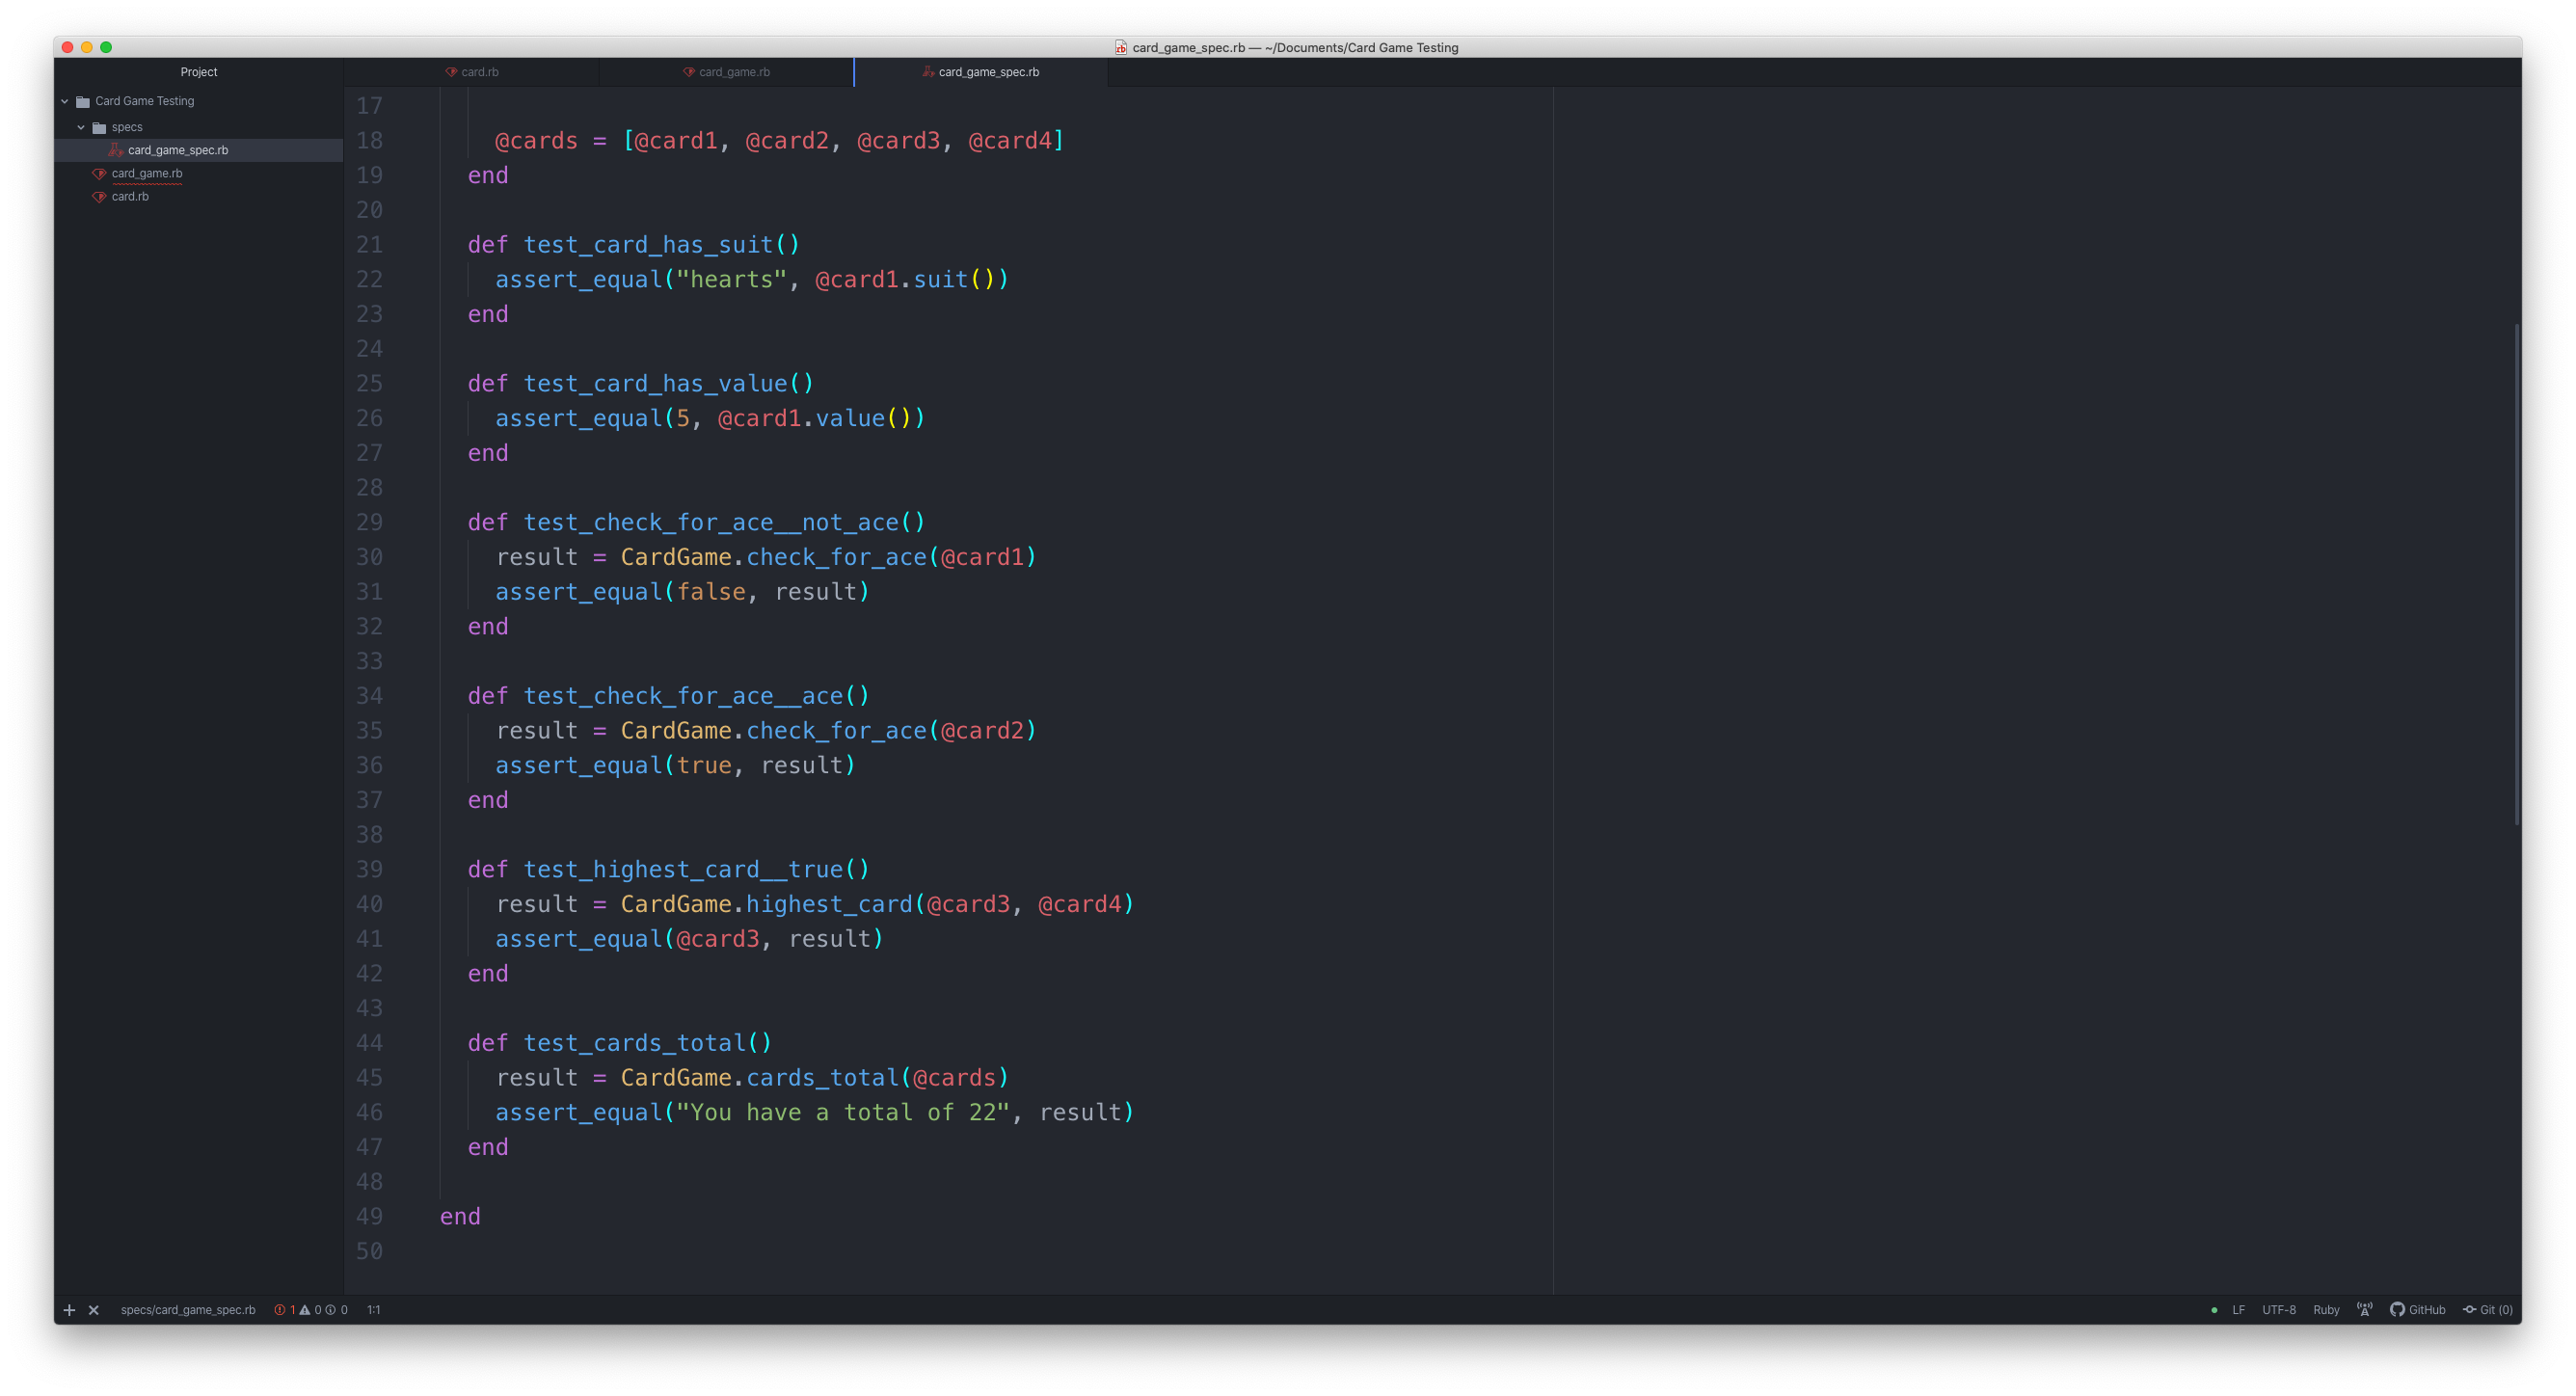 card_game_spec.rb — ~/Documents/Card Game Testing
Project
card.rb
card_game.rb
card_game_spec.rb
Card Game Testing
specs
card_game_spec.rb
card_game.rb
card.rb
17
18 @cards = [@card1, @card2, @card3, @card4]
19 end
20
21 def test_card_has_suit()
22 assert_equal("hearts", @card1.suit())
23 end
24
25 def test_card_has_value()
26 assert_equal(5, @card1.value())
27 end
28
29 def test_check_for_ace__not_ace()
30 result = CardGame.check_for_ace(@card1)
31 assert_equal(false, result)
32 end
33
34 def test_check_for_ace__ace()
35 result = CardGame.check_for_ace(@card2)
36 assert_equal(true, result)
37 end
38
39 def test_highest_card__true()
40 result = CardGame.highest_card(@card3, @card4)
41 assert_equal(@card3, result)
42 end
43
44 def test_cards_total()
45 result = CardGame.cards_total(@cards)
46 assert_equal("You have a total of 22", result)
47 end
48
49 end
50
specs/card_game_spec.rb 1 0 0 1:1 LF UTF-8 Ruby GitHub Git (0)